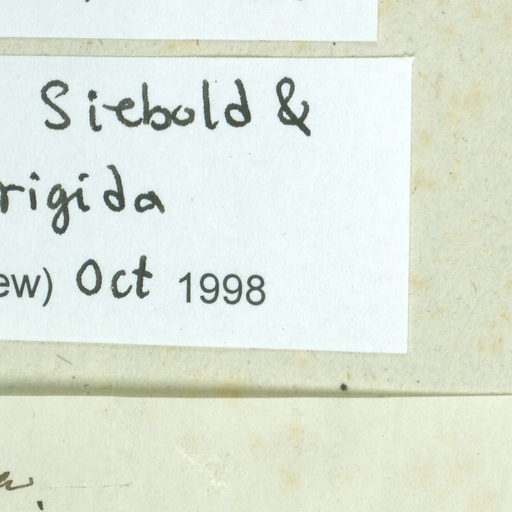 Siebold &
rigida
ew) Oct 1998